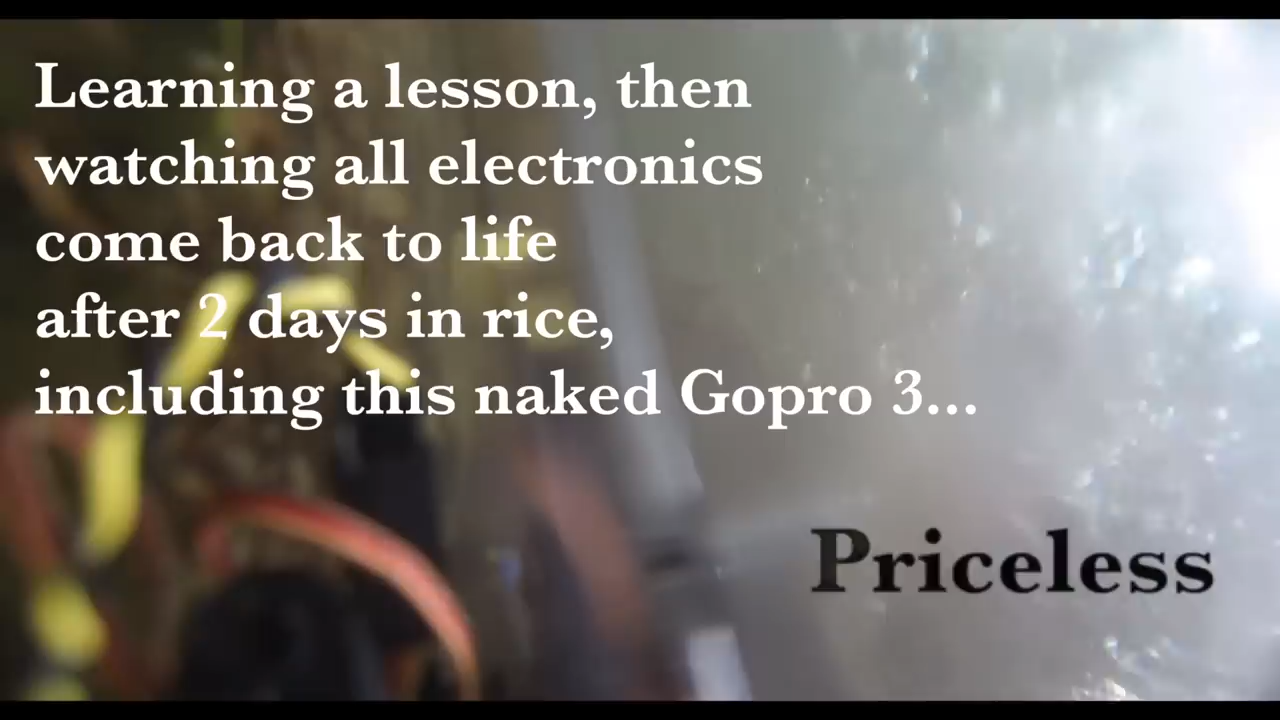 Learning a lesson, then
watching all electronics
come back to life
after 2 days in rice,
including this naked Gopro 3...
Priceless